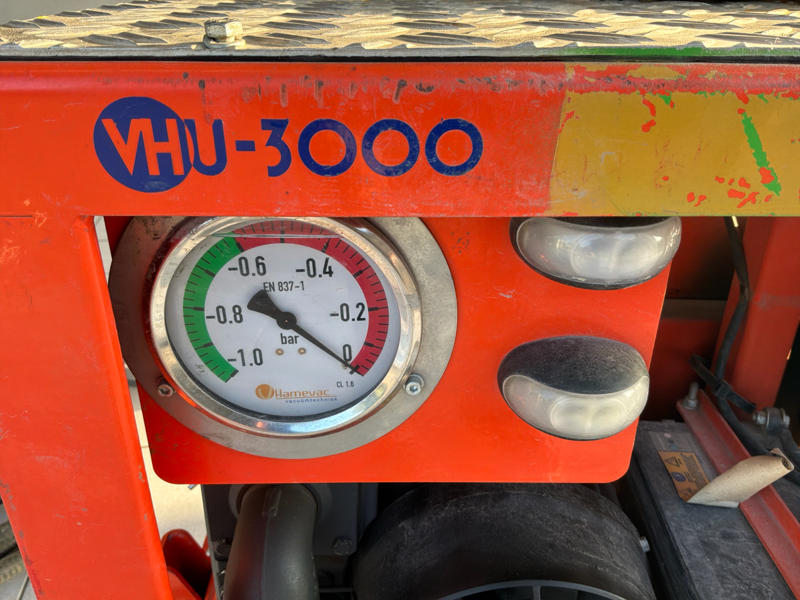 VHU-3000
-0.6 -0.4
EN 837-1
-0.8 -0.2
bar
-1.0 0
CL 1.6
Hamevac
vacuümtechniek